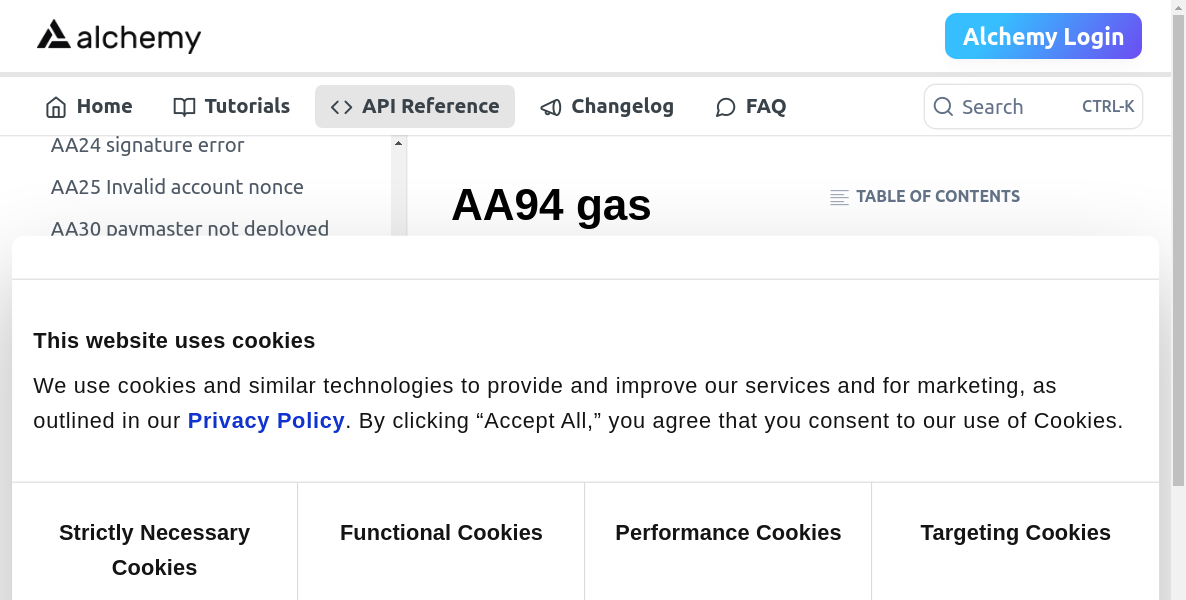 alchemy
Alchemy Login
Home Tutorials API Reference Changelog FAQ Search CTRL-K
AA24 signature error
AA25 Invalid account nonce
AA30 paymaster not deployed
AA94 gas
TABLE OF CONTENTS
This website uses cookies
We use cookies and similar technologies to provide and improve our services and for marketing, as
outlined in our Privacy Policy. By clicking “Accept All,” you agree that you consent to our use of Cookies.
Strictly Necessary
Cookies
Functional Cookies
Performance Cookies
Targeting Cookies